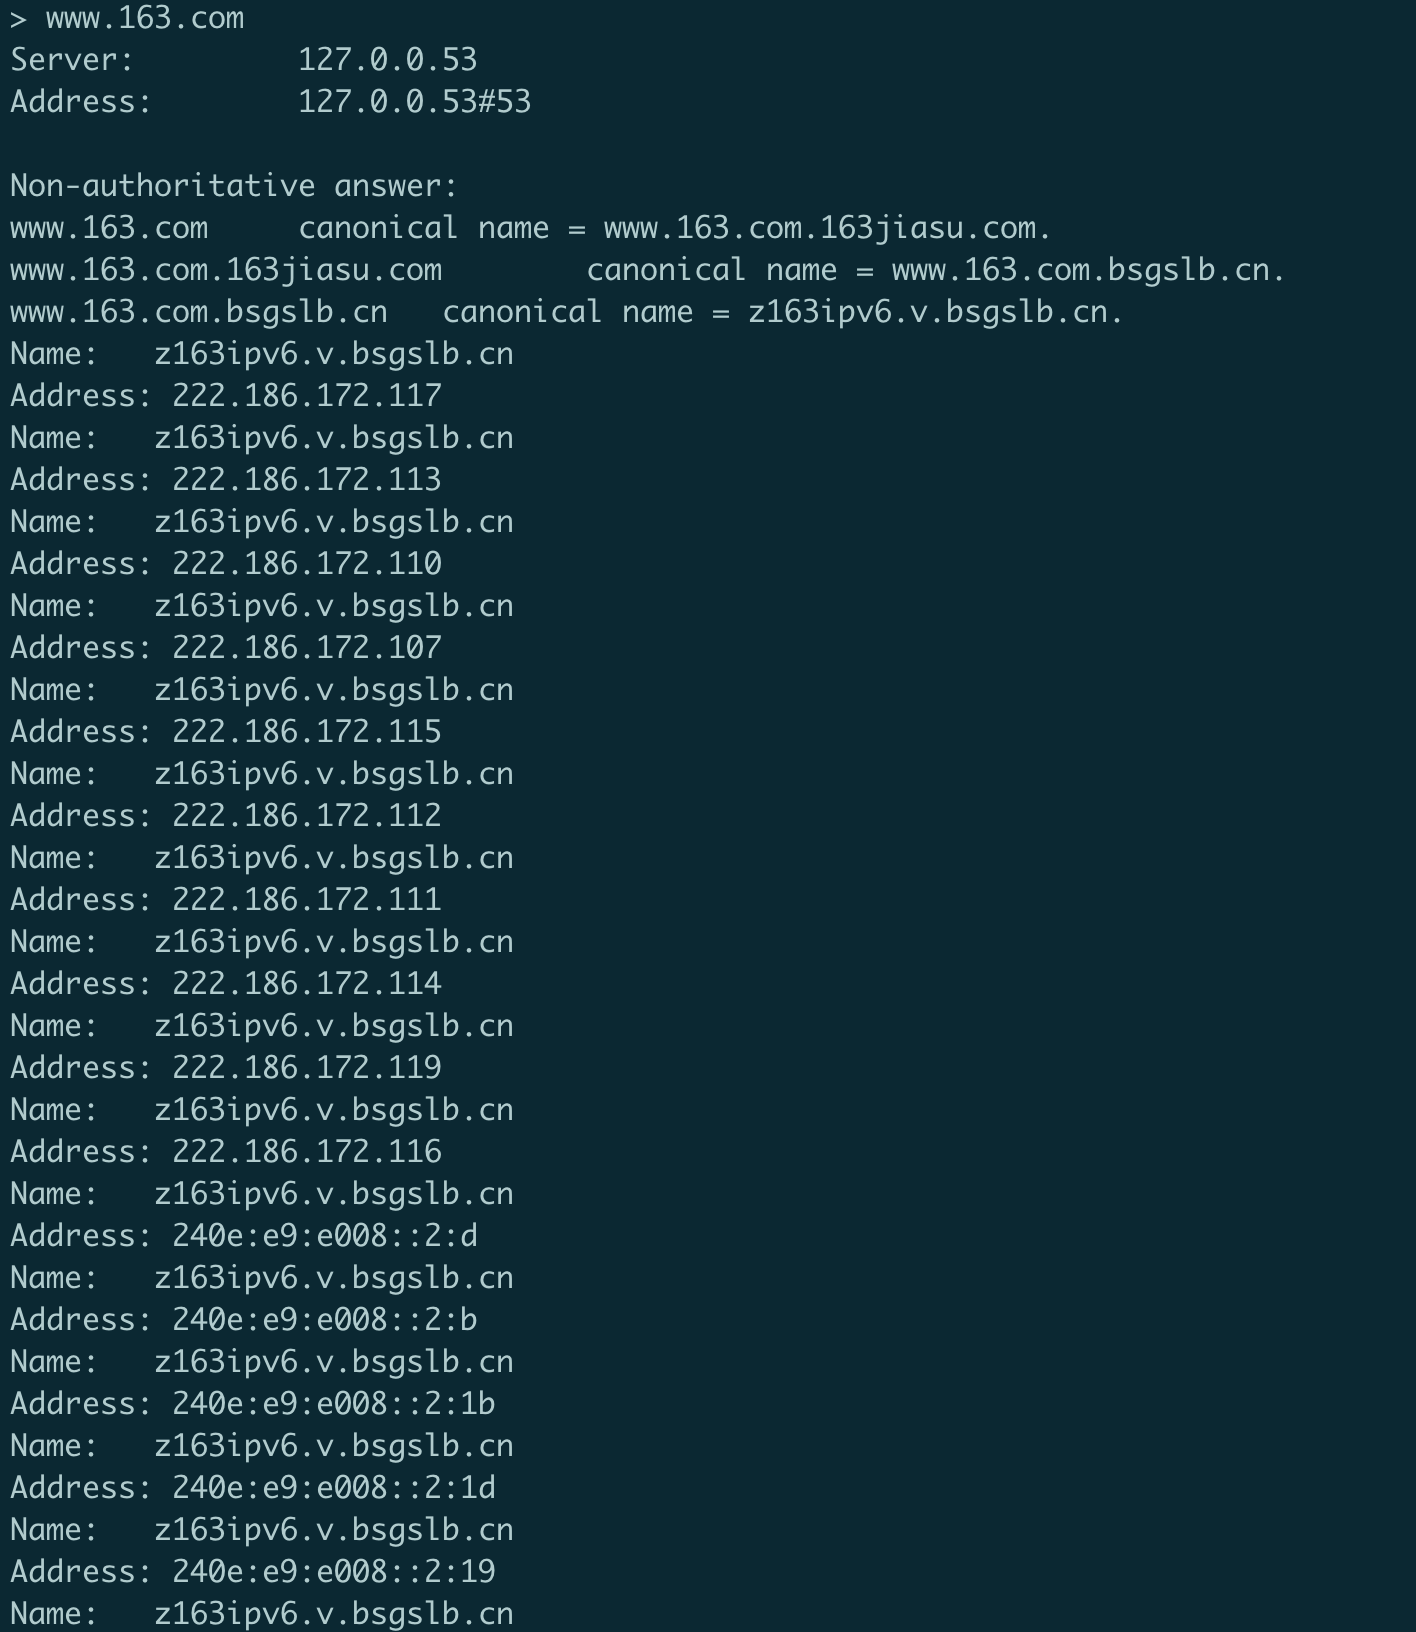 > www.163.com
Server:         127.0.0.53
Address:        127.0.0.53#53

Non-authoritative answer:
www.163.com     canonical name = www.163.com.163jiasu.com.
www.163.com.163jiasu.com        canonical name = www.163.com.bsgslb.cn.
www.163.com.bsgslb.cn   canonical name = z163ipv6.v.bsgslb.cn.
Name:   z163ipv6.v.bsgslb.cn
Address: 222.186.172.117
Name:   z163ipv6.v.bsgslb.cn
Address: 222.186.172.113
Name:   z163ipv6.v.bsgslb.cn
Address: 222.186.172.110
Name:   z163ipv6.v.bsgslb.cn
Address: 222.186.172.107
Name:   z163ipv6.v.bsgslb.cn
Address: 222.186.172.115
Name:   z163ipv6.v.bsgslb.cn
Address: 222.186.172.112
Name:   z163ipv6.v.bsgslb.cn
Address: 222.186.172.111
Name:   z163ipv6.v.bsgslb.cn
Address: 222.186.172.114
Name:   z163ipv6.v.bsgslb.cn
Address: 222.186.172.119
Name:   z163ipv6.v.bsgslb.cn
Address: 222.186.172.116
Name:   z163ipv6.v.bsgslb.cn
Address: 240e:e9:e008::2:d
Name:   z163ipv6.v.bsgslb.cn
Address: 240e:e9:e008::2:b
Name:   z163ipv6.v.bsgslb.cn
Address: 240e:e9:e008::2:1b
Name:   z163ipv6.v.bsgslb.cn
Address: 240e:e9:e008::2:1d
Name:   z163ipv6.v.bsgslb.cn
Address: 240e:e9:e008::2:19
Name:   z163ipv6.v.bsgslb.cn